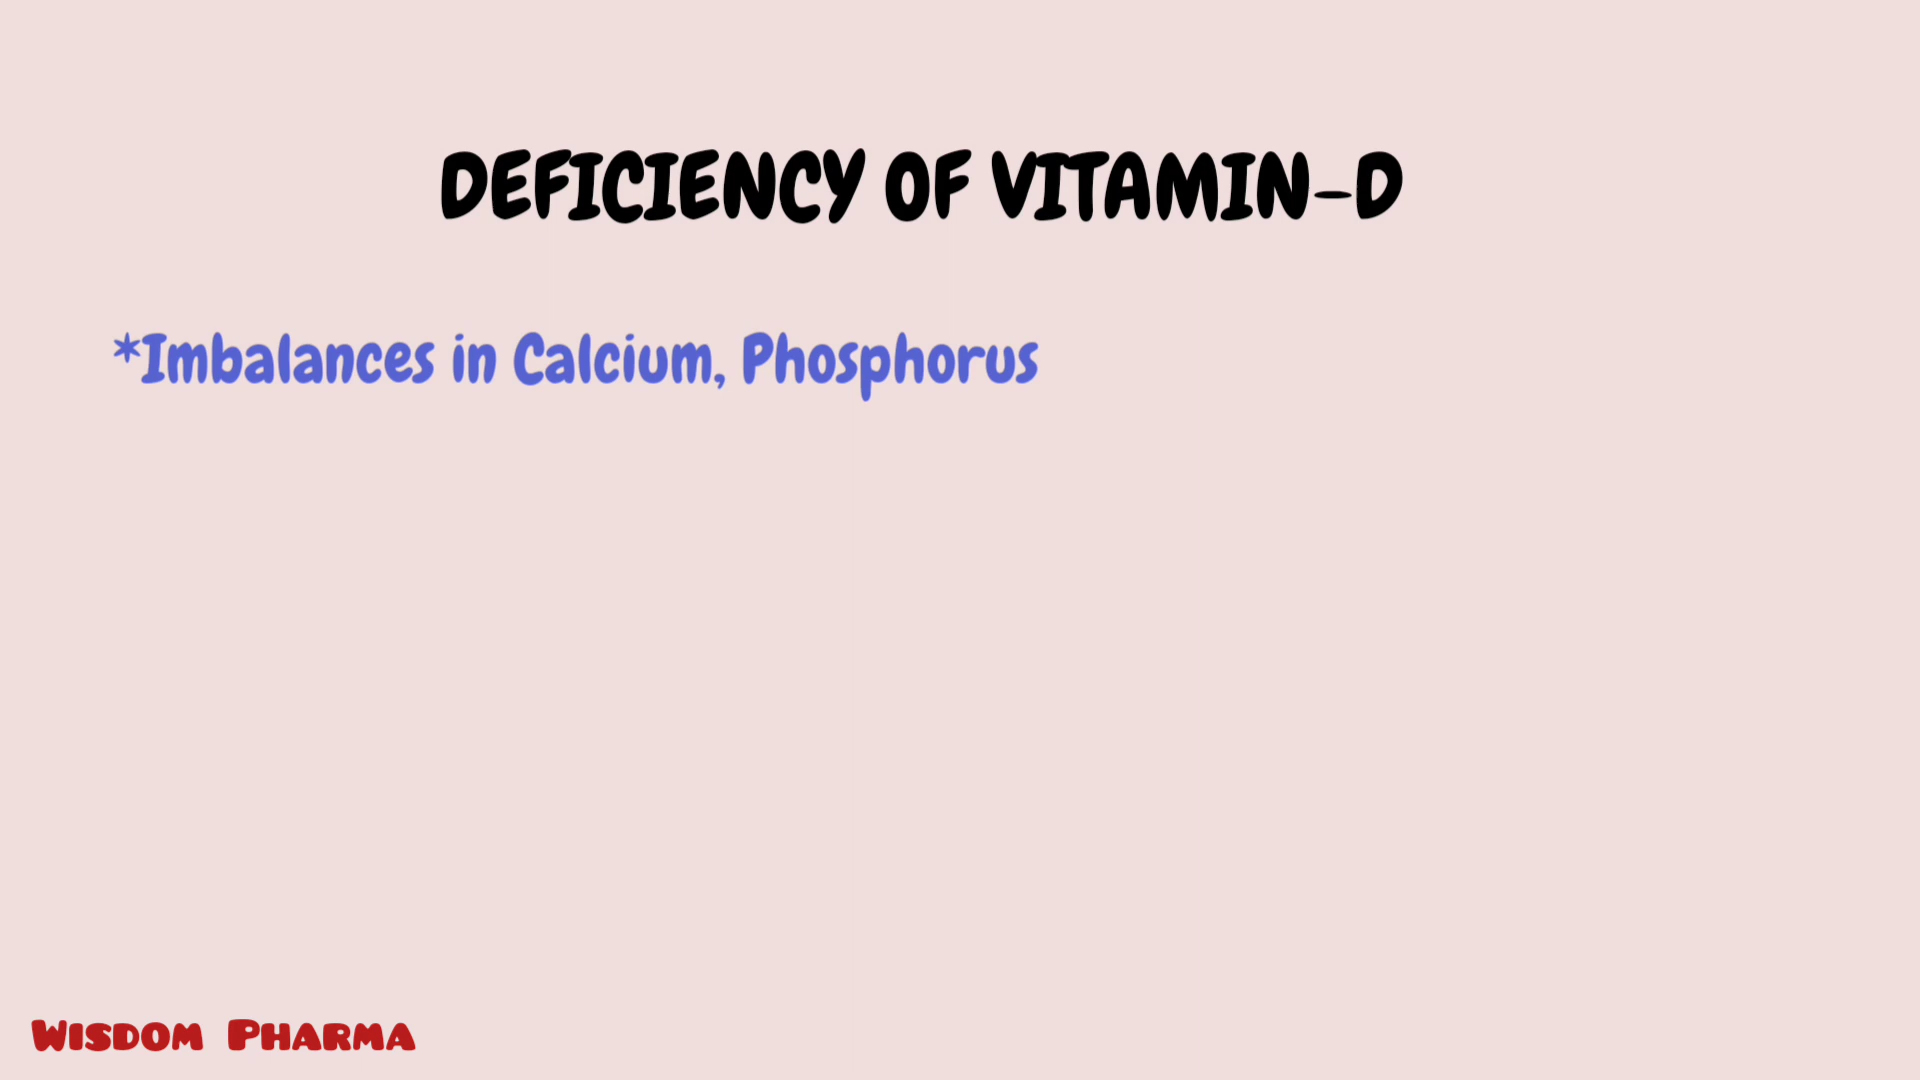 DEFICIENCY OF VITAMIN-D
*Imbalances in Calcium, Phosphorus
Wisdom Pharma